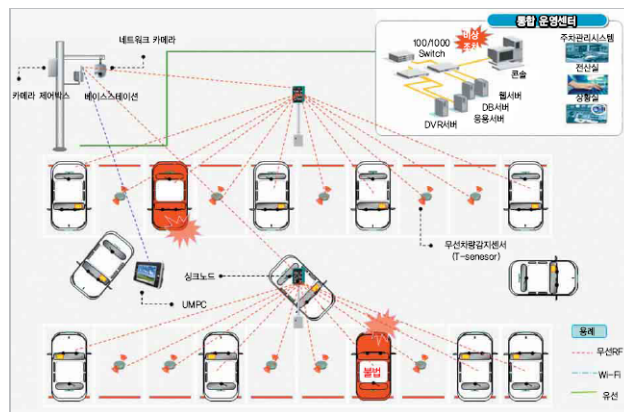 통합 운영센터
비상
조치
100/1000
Switch
콘솔
웹서버
DB서버
응용서버
DVR서버
주차관리시스템
전산실
상황실
네트워크 카메라
카메라 제어박스
베이스스테이션
무선차량감지센서
(T-senesor)
싱크노드
UMPC
불법
용례
무선RF
Wi-Fi
유선